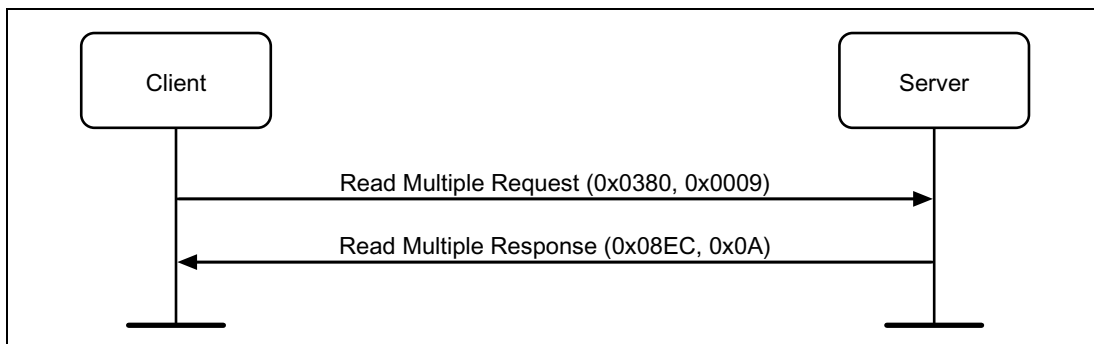 Client
Server
Read Multiple Request (0x0380, 0x0009)
Read Multiple Response (0x08EC, 0x0A)